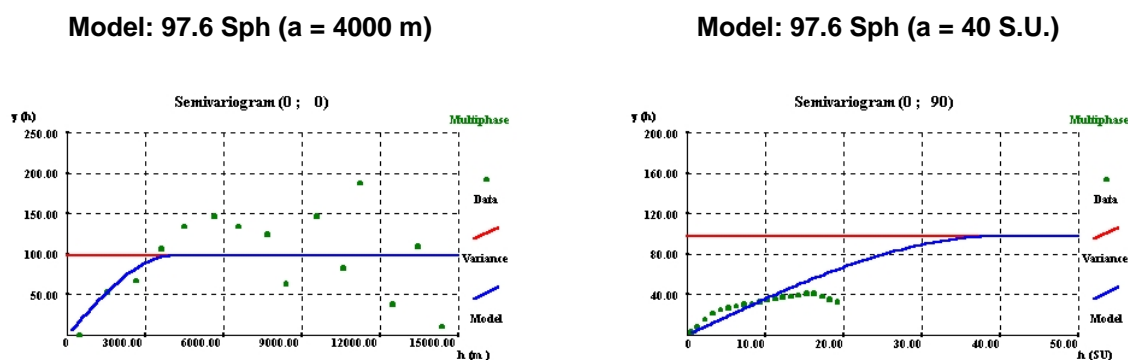 Model: 97.6 Sph (a = 4000 m)
Semivariogram (0 ; 0)
γ (h)
Multiphase
250.00
200.00
150.00
100.00
50.00
Data
Variance
Model
0 3000.00 6000.00 9000.00 12000.00 15000.00
h (m )
Model: 97.6 Sph (a = 40 S.U.)
Semivariogram (0 ; 90)
γ (h)
Multiphase
200.00
160.00
120.00
80.00
40.00
Data
Variance
Model
0 10.00 20.00 30.00 40.00 50.00
h (SU)